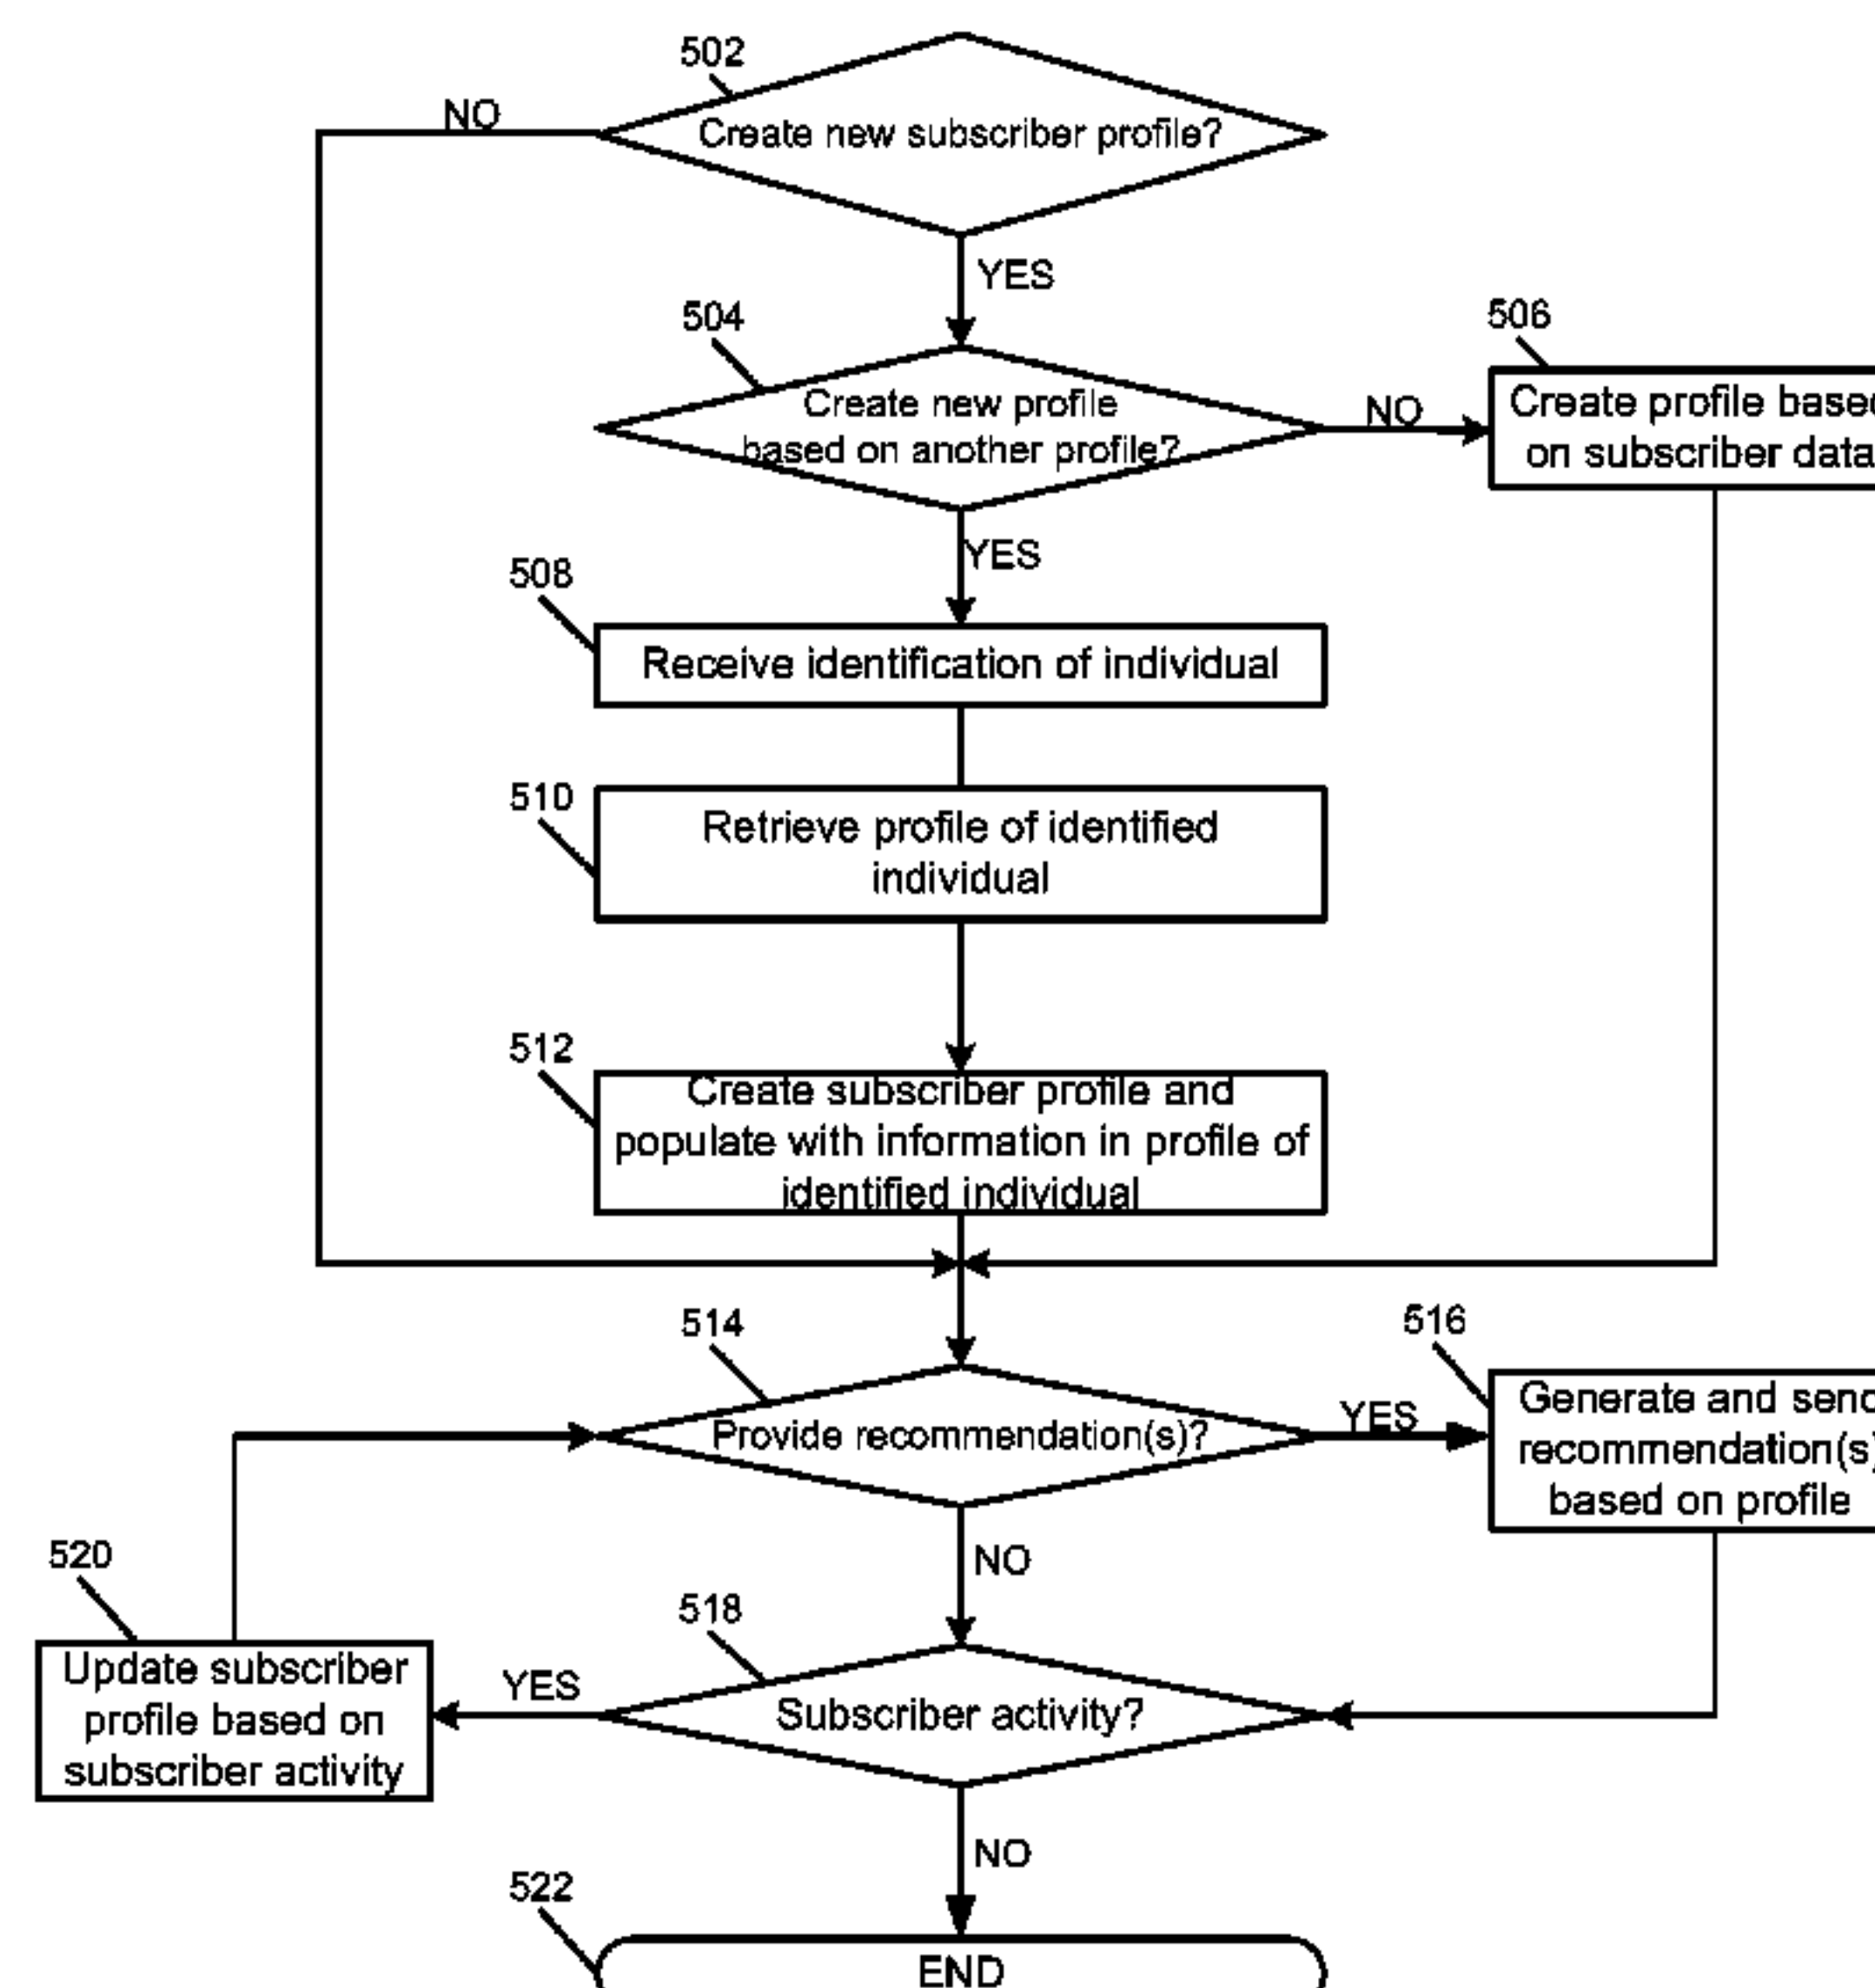 502
NO
Create new subscriber profile?
YES
504
506
Create new profile
based on another profile?
NO
Create profile based
on subscriber data
YES
508
Receive identification of individual
510
Retrieve profile of identified
individual
512
Create subscriber profile and
populate with information in profile of
identified individual
514
516
Provide recommendation(s)?
YES
Generate and send
recommendation(s)
based on profile
NO
520
518
Update subscriber
profile based on
subscriber activity
YES
Subscriber activity?
NO
522
END